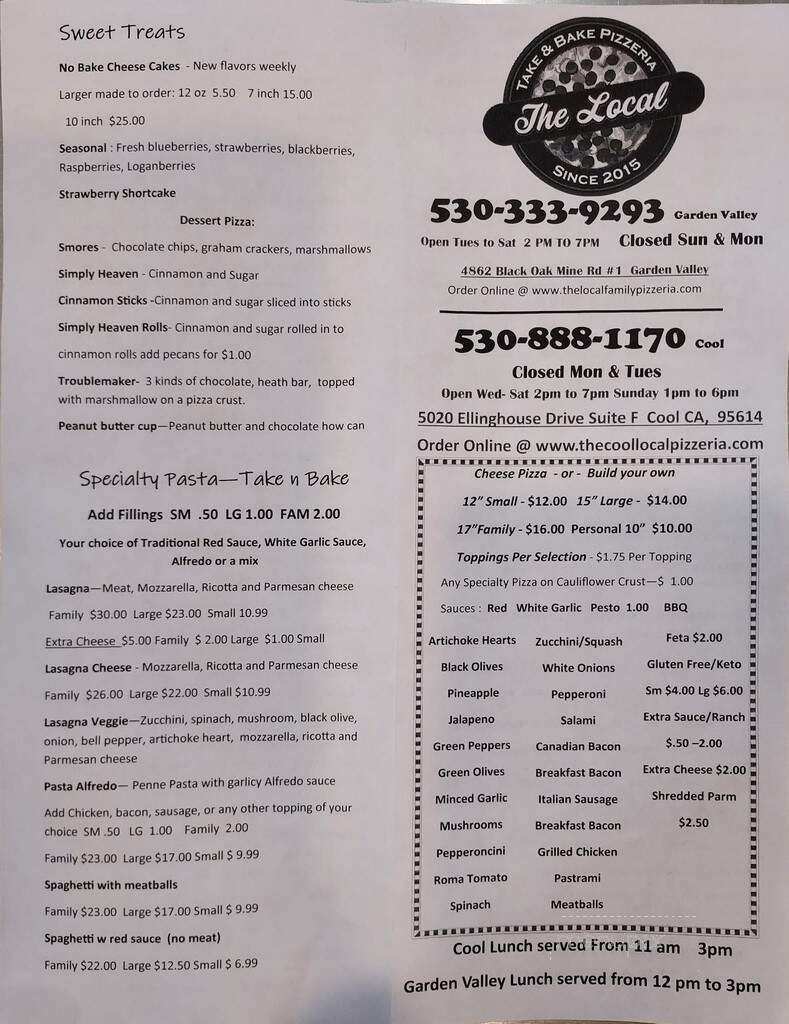 Sweet Treats
No Bake Cheese Cakes - New flavors weekly
Larger made to order: 12 oz 5.50 7 inch 15.00
10 inch $25.00
Seasonal : Fresh blueberries, strawberries, blackberries,
Raspberries, Loganberries
Strawberry Shortcake
Dessert Pizza:
Smores - Chocolate chips, graham crackers, marshmallows
Simply Heaven - Cinnamon and Sugar
Cinnamon Sticks -Cinnamon and sugar sliced into sticks
Simply Heaven Rolls- Cinnamon and sugar rolled in to
cinnamon rolls add pecans for $1.00
Troublemaker- 3 kinds of chocolate, heath bar, topped
with marshmallow on a pizza crust.
Peanut butter cup—Peanut butter and chocolate how can
Specialty Pasta—Take n Bake
Add Fillings SM .50 LG 1.00 FAM 2.00
Your choice of Traditional Red Sauce, White Garlic Sauce,
Alfredo or a mix
Lasagna—Meat, Mozzarella, Ricotta and Parmesan cheese
Family $30.00 Large $23.00 Small 10.99
Extra Cheese $5.00 Family $ 2.00 Large $1.00 Small
Lasagna Cheese - Mozzarella, Ricotta and Parmesan cheese
Family $26.00 Large $22.00 Small $10.99
Lasagna Veggie—Zucchini, spinach, mushroom, black olive,
onion, bell pepper, artichoke heart, mozzarella, ricotta and
Parmesan cheese
Pasta Alfredo— Penne Pasta with garlicy Alfredo sauce
Add Chicken, bacon, sausage, or any other topping of your
choice SM .50 LG 1.00 Family 2.00
Family $23.00 Large $17.00 Small $ 9.99
Spaghetti with meatballs
Family $23.00 Large $17.00 Small $ 9.99
Spaghetti w red sauce (no meat)
Family $22.00 Large $12.50 Small $ 6.99
TAKE & BAKE PIZZERIA
The Local
SINCE 2015
530-333-9293 Garden Valley
Open Tues to Sat 2 PM TO 7PM Closed Sun & Mon
4862 Black Oak Mine Rd #1 Garden Valley
Order Online @ www.thelocalfamilypizzeria.com
530-888-1170 Cool
Closed Mon & Tues
Open Wed- Sat 2pm to 7pm Sunday 1pm to 6pm
5020 Ellinghouse Drive Suite F Cool CA, 95614
Order Online @ www.thecoollocalpizzeria.com
Cheese Pizza - or - Build your own
12" Small - $12.00 15" Large - $14.00
17"Family - $16.00 Personal 10" $10.00
Toppings Per Selection - $1.75 Per Topping
Any Specialty Pizza on Cauliflower Crust—$ 1.00
Sauces : Red White Garlic Pesto 1.00 BBQ
Artichoke Hearts Zucchini/Squash Feta $2.00
Black Olives White Onions Gluten Free/Keto
Pineapple Pepperoni Sm $4.00 Lg $6.00
Jalapeno Salami Extra Sauce/Ranch
Green Peppers Canadian Bacon $.50 –2.00
Green Olives Breakfast Bacon Extra Cheese $2.00
Minced Garlic Italian Sausage Shredded Parm
Mushrooms Breakfast Bacon $2.50
Pepperoncini Grilled Chicken
Roma Tomato Pastrami
Spinach Meatballs
Cool Lunch served From 11 am 3pm
Garden Valley Lunch served from 12 pm to 3pm